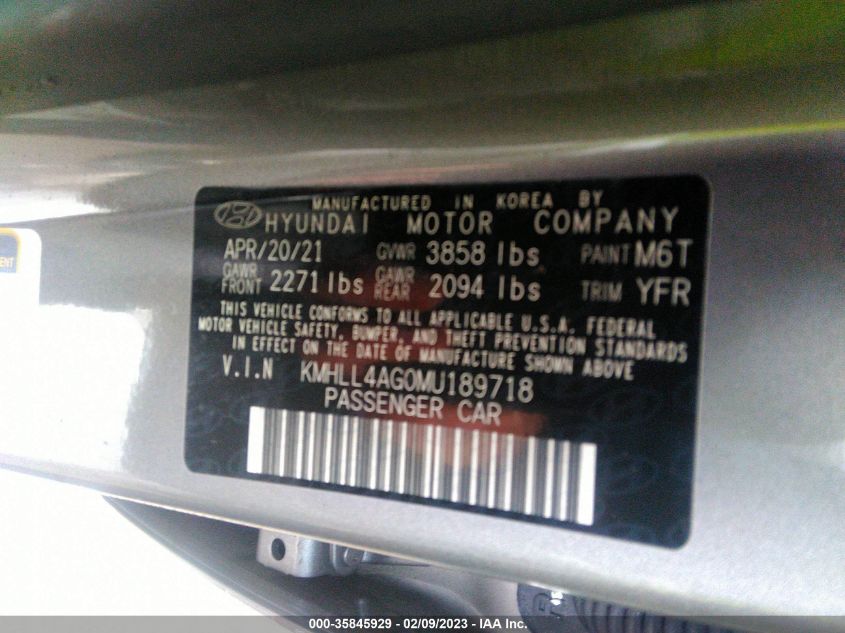 MANUFACTURED IN KOREA BY
HYUNDAI MOTOR COMPANY
APR/20/21 GVWR 3858 lbs PAINT M6T
GAWR FRONT 2271 lbs GAWR REAR 2094 lbs TRIM YFR
THIS VEHICLE CONFORMS TO ALL APPLICABLE U.S.A. FEDERAL
MOTOR VEHICLE SAFETY, BUMPER, AND THEFT PREVENTION STANDARDS
IN EFFECT ON THE DATE OF MANUFACTURE SHOWN ABOVE
V.I.N KMHLL4AG0MU189718
PASSENGER CAR
000-35845929 - 02/09/2023 - IAA Inc.